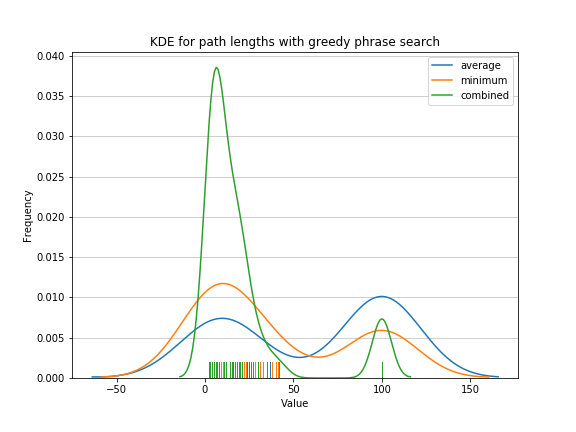 KDE for path lengths with greedy phrase search
average
minimum
combined
0.040
0.035
0.030
0.025
0.020
0.015
0.010
0.005
0.000
Frequency
−50
0
50
100
150
Value